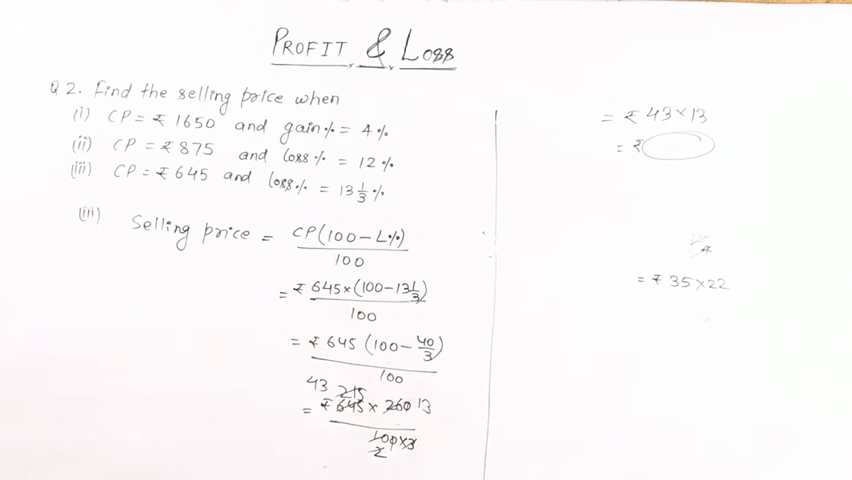 PROFIT & LOSS
Q 2. Find the selling price when
(i) CP = ₹ 1650 and gain% = 4%
(ii) CP = ₹ 875 and loss% = 12%
(iii) CP = ₹ 645 and loss% = 13 1/3 %
(iii) Selling price = CP(100 - L%) / 100
= ₹ 645 × (100 - 13 1/3) / 100
= ₹ 645 (100 - 40/3) / 100
43 215
= ₹ 645 × 260 13 / 100×3
2
= ₹ 43 × 13
= ₹
= ₹ 35 × 22